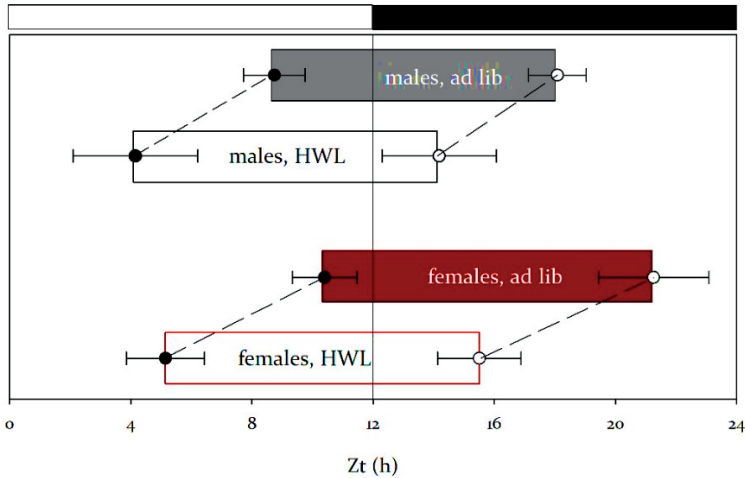 males, ad lib
males, HWL
females, ad lib
females, HWL
0 4 8 12 16 20 24
Zt (h)